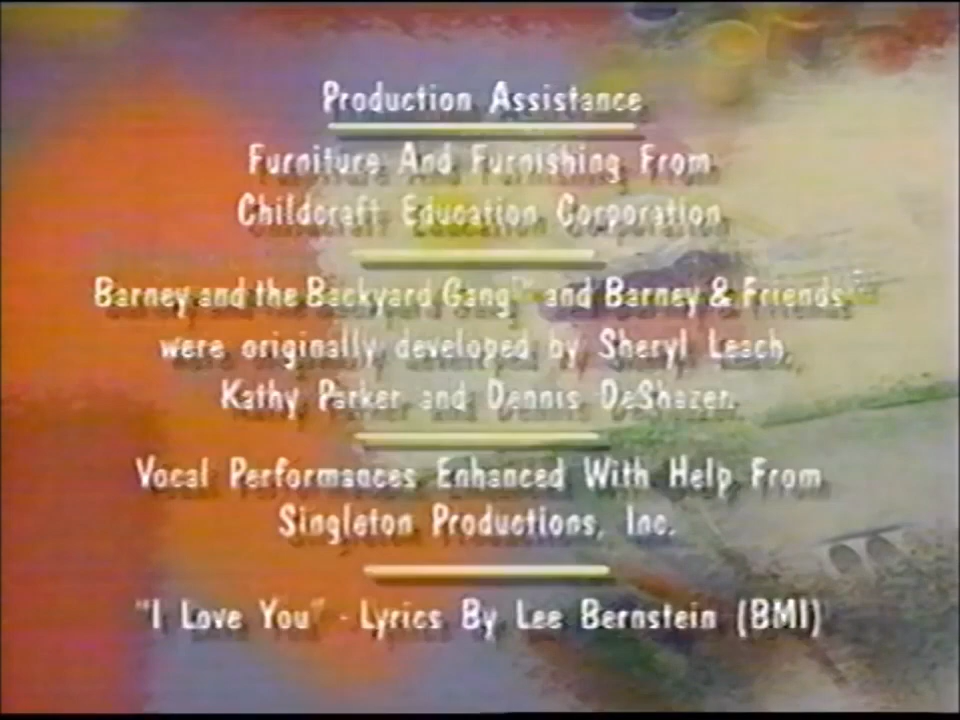 Production Assistance
Furniture And Furnishing From
Childcraft Education Corporation
Barney and the Backyard Gang™ and Barney & Friends™
were originally developed by Sheryl Leach,
Kathy Parker and Dennis DeShazer.
Vocal Performances Enhanced With Help From
Singleton Productions, Inc.
"I Love You" - Lyrics By Lee Bernstein (BMI)